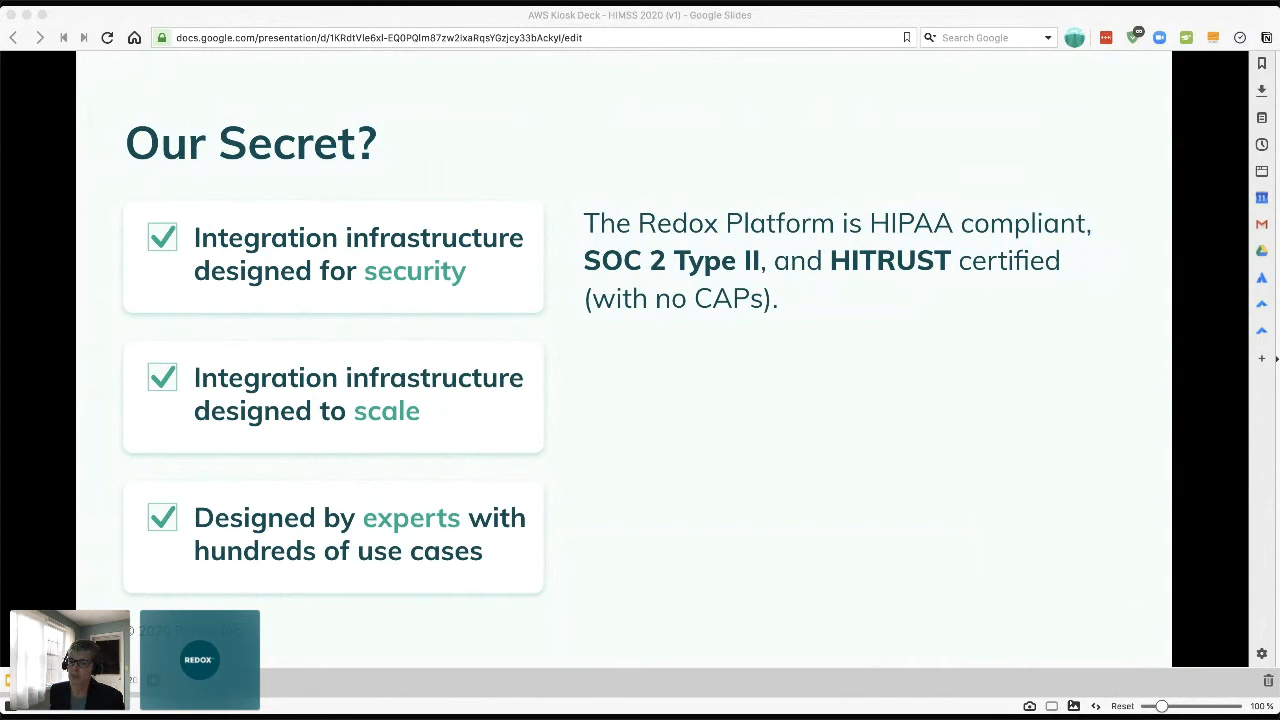 AWS Kiosk Deck - HIMSS 2020 (v1) - Google Slides
Search Google
Our Secret?
Integration infrastructure
designed for security
Integration infrastructure
designed to scale
Designed by experts with
hundreds of use cases
The Redox Platform is HIPAA compliant,
SOC 2 Type II, and HITRUST certified
(with no CAPs).
REDOX
Reset
100 %